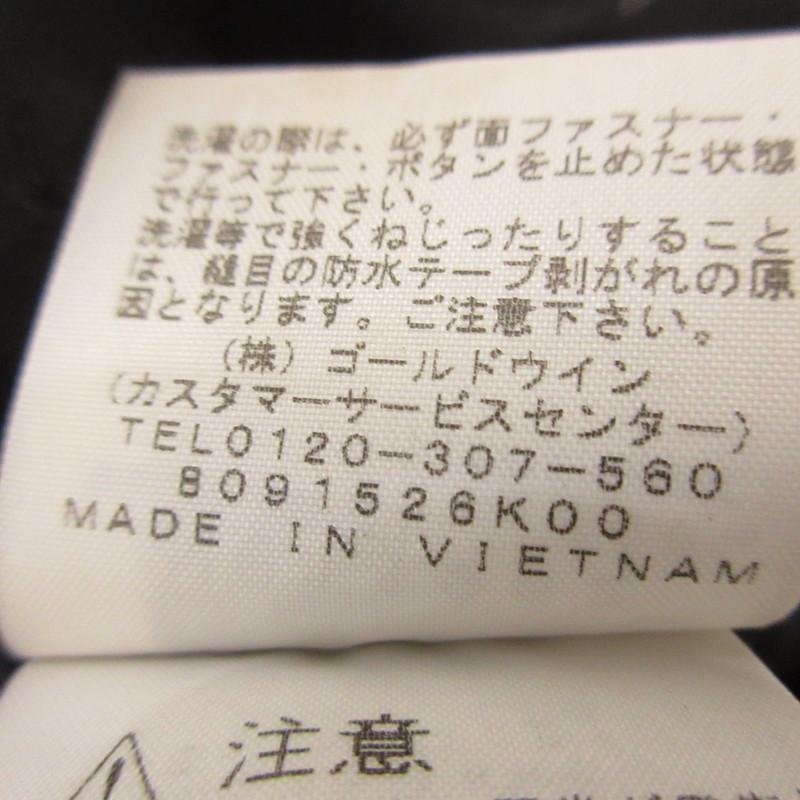 洗濯の際は、必ず面ファスナー・
ファスナー・ボタンを止めた状態
で行って下さい。
洗濯等で強くねじったりすること
は、縫目の防水テープ剥がれの原
因となります。ご注意下さい。
(株)ゴールドウイン
(カスタマーサービスセンター)
TEL0120-307-560
8091526K00
MADE IN VIETNAM
注意